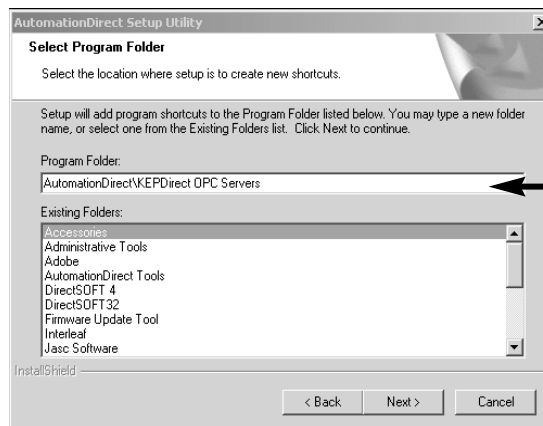 AutomationDirect Setup Utility
Select Program Folder
Select the location where setup is to create new shortcuts.
Setup will add program shortcuts to the Program Folder listed below. You may type a new folder
name, or select one from the Existing Folders list. Click Next to continue.
Program Folder:
AutomationDirect\KEPDirect OPC Servers
Existing Folders:
Accessories
Administrative Tools
Adobe
AutomationDirect Tools
DirectSOFT 4
DirectSOFT32
Firmware Update Tool
Interleaf
Jasc Software
InstallShield
< Back
Next >
Cancel